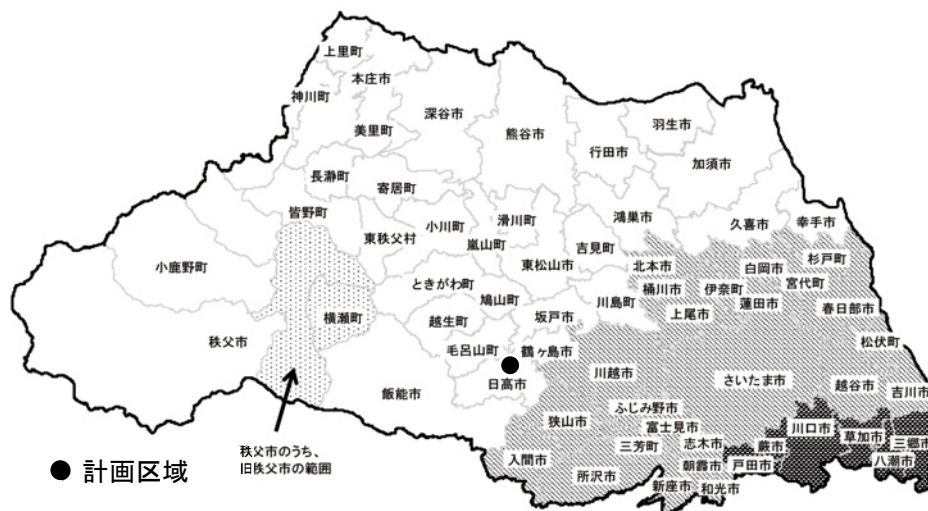 上里町
本庄市
神川町
美里町
深谷市
熊谷市
羽生市
行田市
加須市
長瀞町
寄居町
皆野町
東秩父村
小川町
滑川町
嵐山町
吉見町
鴻巣市
久喜市
幸手市
小鹿野町
東松山市
北本市
白岡市
杉戸町
宮代町
ときがわ町
鳩山町
川島町
桶川市
伊奈町
蓮田市
春日部市
横瀬町
越生町
坂戸市
上尾市
秩父市
毛呂山町
鶴ヶ島市
松伏町
川越市
さいたま市
越谷市
吉川市
飯能市
日高市
狭山市
ふじみ野市
富士見市
川口市
草加市
三郷市
入間市
三芳町
志木市
蕨市
戸田市
八潮市
所沢市
朝霞市
新座市
和光市
秩父市のうち、
旧秩父市の範囲
● 計画区域